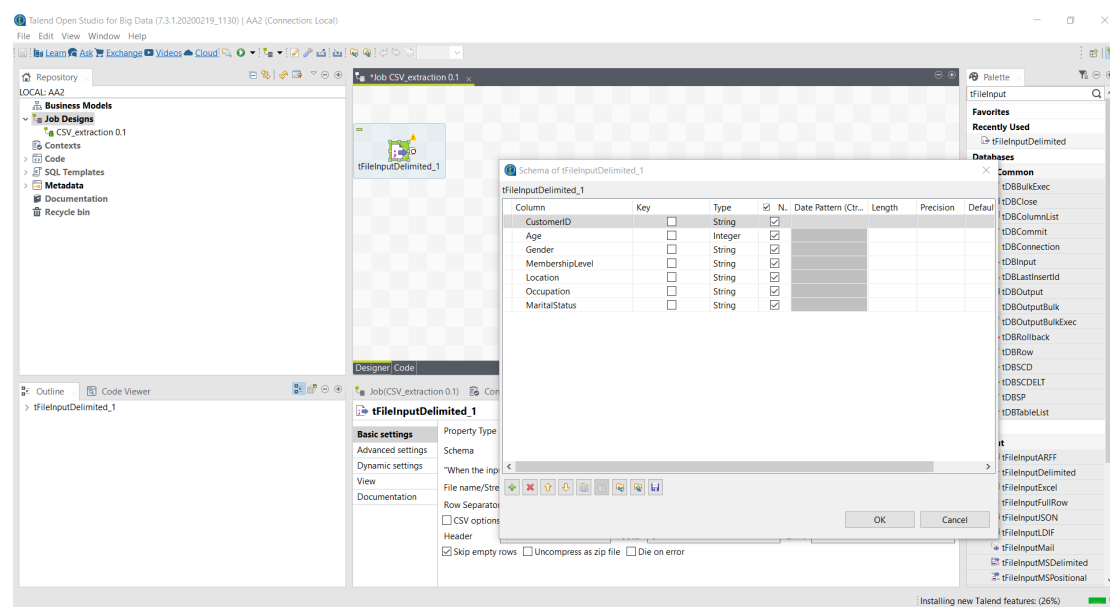 Talend Open Studio for Big Data (7.3.1.20200219_1130) | AA2 (Connection: Local)
File Edit View Window Help
Learn Ask Exchange Videos Cloud
Repository
LOCAL: AA2
Business Models
Job Designs
CSV_extraction 0.1
Contexts
Code
SQL Templates
Metadata
Documentation
Recycle bin
*Job CSV_extraction 0.1
tFileInputDelimited_1
Designer Code
Palette
tFileInput
Favorites
Recently Used
tFileInputDelimited
Databases
Common
tDBBulkExec
tDBClose
tDBColumnList
tDBCommit
tDBConnection
tDBInput
tDBLastInsertId
tDBOutput
tDBOutputBulk
tDBOutputBulkExec
tDBRollback
tDBRow
tDBSCD
tDBSCDELT
tDBSP
tDBTableList
tFileInputARFF
tFileInputDelimited
tFileInputExcel
tFileInputFullRow
tFileInputJSON
tFileInputLDIF
tFileInputMail
tFileInputMSDelimited
tFileInputMSPositional
Schema of tFileInputDelimited_1
tFileInputDelimited_1
Column Key Type N.. Date Pattern (Ctr... Length Precision Defaul
CustomerID String
Age Integer
Gender String
MembershipLevel String
Location String
Occupation String
MaritalStatus String
OK Cancel
Outline Code Viewer
tFileInputDelimited_1
Job(CSV_extraction 0.1) Con
tFileInputDelimited_1
Basic settings
Advanced settings
Dynamic settings
View
Documentation
Property Type
Schema
"When the inp
File name/Stre
Row Separato
CSV options
Header
Skip empty rows Uncompress as zip file Die on error
Installing new Talend features: (26%)